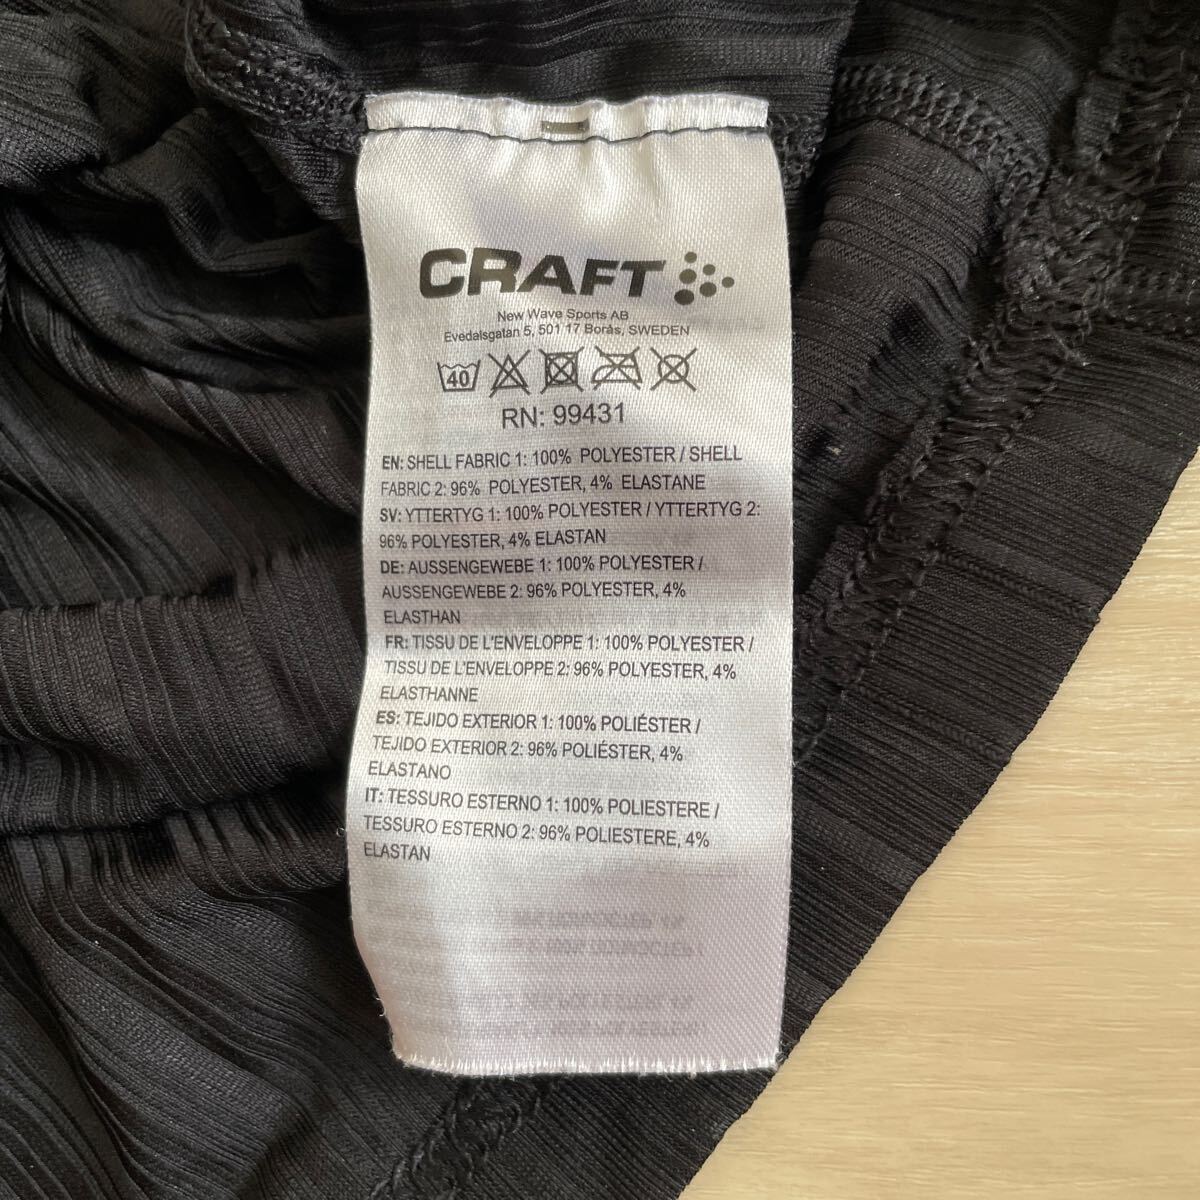 CRAFT
New Wave Sports AB
Evedalsgatan 5, 501 17 Borås, SWEDEN
40
RN: 99431
EN: SHELL FABRIC 1: 100% POLYESTER / SHELL
FABRIC 2: 96% POLYESTER, 4% ELASTANE
SV: YTTERTYG 1: 100% POLYESTER / YTTERTYG 2:
96% POLYESTER, 4% ELASTAN
DE: AUSSENGEWEBE 1: 100% POLYESTER /
AUSSENGEWEBE 2: 96% POLYESTER, 4%
ELASTHAN
FR: TISSU DE L'ENVELOPPE 1: 100% POLYESTER /
TISSU DE L'ENVELOPPE 2: 96% POLYESTER, 4%
ELASTHANNE
ES: TEJIDO EXTERIOR 1: 100% POLIÉSTER /
TEJIDO EXTERIOR 2: 96% POLIÉSTER, 4%
ELASTANO
IT: TESSURO ESTERNO 1: 100% POLIESTERE /
TESSURO ESTERNO 2: 96% POLIESTERE, 4%
ELASTAN